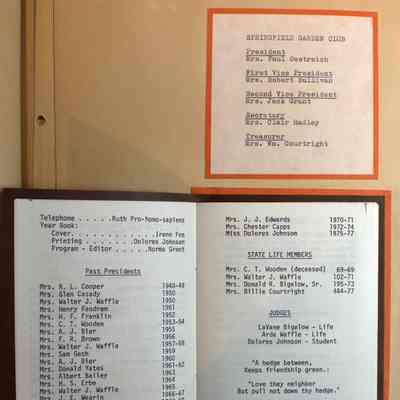 SPRINGFIELD GARDEN CLUB
President
Mrs. Paul Oestreich
First Vice President
Mrs. Robert Sullivan
Second Vice President
Mrs. Jack Grant
Secretary
Mrs. Clair Hadley
Treasurer
Mrs. Wm. Courtright
Telephone . . . . . Ruth Pro-homo-sapiens
Year Book:
Cover . . . . . Irene Fee
Printing . . . . . Dolores Johnson
Program - Editor . . . . . Norma Grant
Past Presidents
Mrs. R. L. Cooper 1948-49
Mrs. Glen Casady 1950
Mrs. Walter J. Waffle 1950
Mrs. Henry Fendrem 1951
Mrs. H. F. Franklin 1952
Mrs. C. T. Wooden 1953-54
Mrs. A. J. Bier 1955
Mrs. F. R. Brown 1956
Mrs. Walter J. Waffle 1957-58
Mrs. Sam Gesh 1959
Mrs. A. J. Bier 1960
Mrs. Donald Yates 1961-62
Mrs. Albert Bailey 1963
Mrs. H. S. Erbe 1964
Mrs. Walter J. Waffle 1965
Mrs. J. E. Wearin 1966-67
Mrs. J. J. Edwards 1970-71
Mrs. Chester Capps 1972-74
Miss Dolores Johnson 1975-77
STATE LIFE MEMBERS
Mrs. C. T. Wooden (deceased) 69-69
Mrs. Walter J. Waffle 102-71
Mrs. Donald R. Bigelow, Sr. 195-73
Mrs. Billie Courtright 444-77
JUDGES
LaVane Bigelow - Life
Arde Waffle - Life
Dolores Johnson - Student
"A hedge between,
Keeps friendship green.:
"Love they neighbor
But pull not down thy hedge."